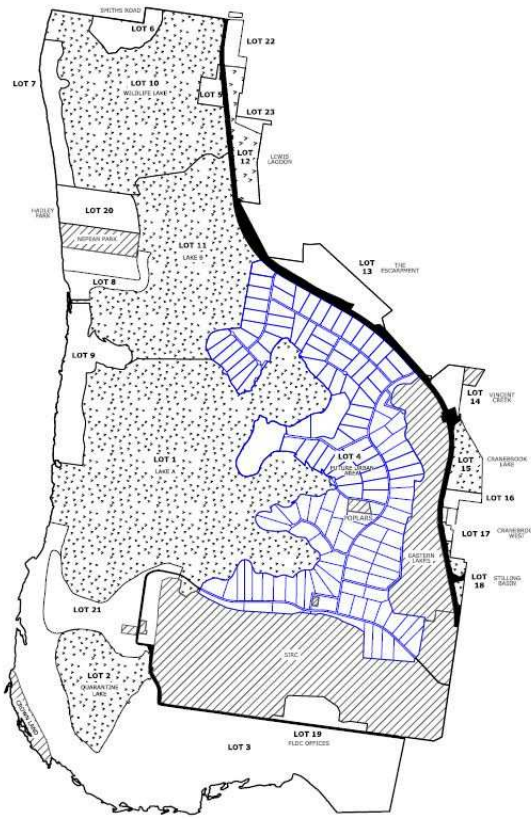 SMITHS ROAD
LOT 6
LOT 22
LOT 7
LOT 10
WILDLIFE LAKE
LOT 5
LOT 23
LOT
12
LEWIS
LAGOON
HADLEY
PARK
LOT 20
NEPEAN PARK
LOT 11
LAKE B
LOT
13
THE
ESCARPMENT
LOT 8
LOT 9
LOT
14
VINCENT
CREEK
LOT 1
LAKE A
LOT 4
FUTURE URBAN
AREA
LOT
15
CRANEBROOK
LAKE
LOT 16
POPLARS
LOT 17
CRANEBROOK
WEST
EASTERN
LAKES
LOT
18
STILLING
BASIN
LOT 21
SIRC
LOT 2
QUARANTINE
LAKE
CROWN LAND
LOT 19
PLDC OFFICES
LOT 3